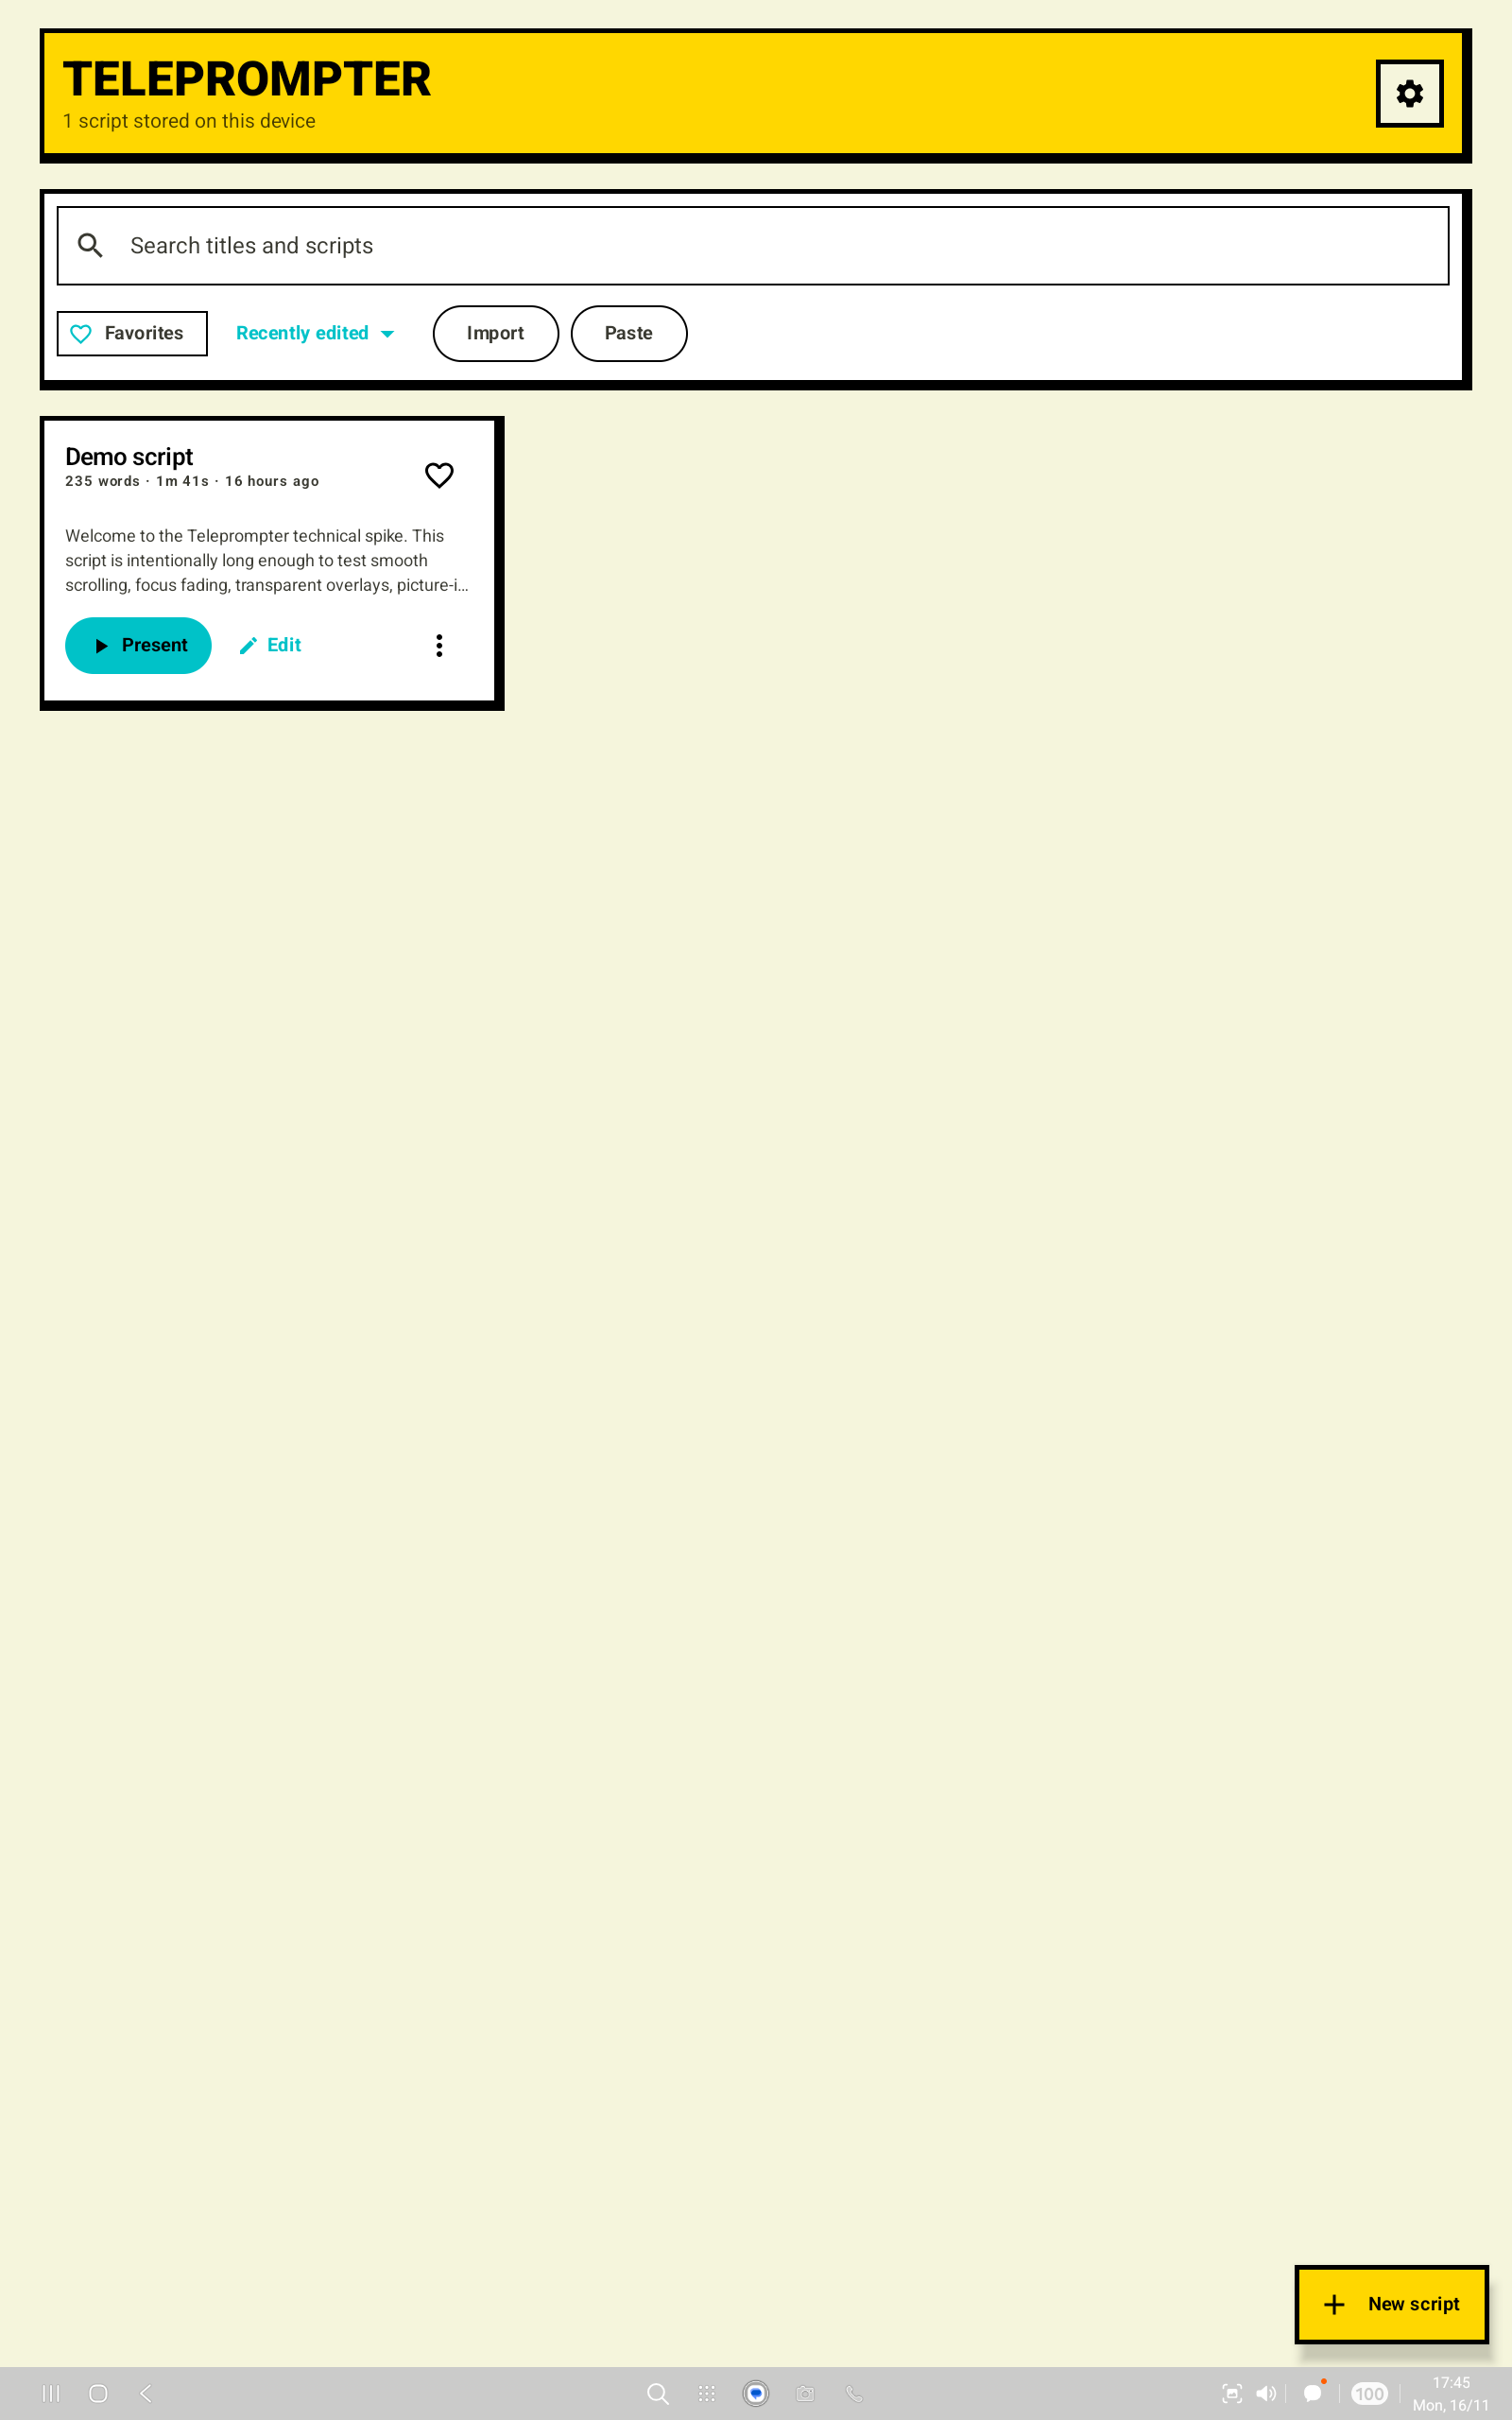 TELEPROMPTER
1 script stored on this device
Search titles and scripts
Favorites
Recently edited
Import
Paste
Demo script
235 words · 1m 41s · 16 hours ago
Welcome to the Teleprompter technical spike. This
script is intentionally long enough to test smooth
scrolling, focus fading, transparent overlays, picture-i…
Present
Edit
New script
100
17:45
Mon, 16/11